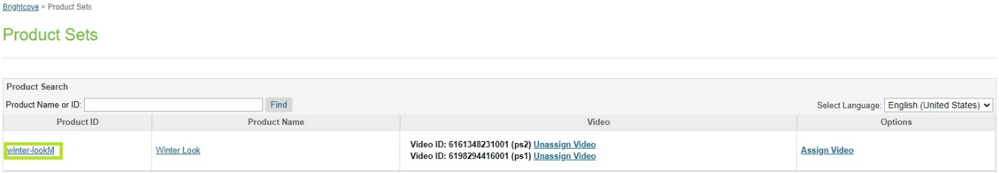 Brightcove > Product Sets
Product Sets
Product Search
Product Name or ID: Find Select Language: English (United States)
Product ID Product Name Video Options
winter-lookM Winter Look Video ID: 6161348231001 (ps2) Unassign Video Assign Video
Video ID: 6198294416001 (ps1) Unassign Video